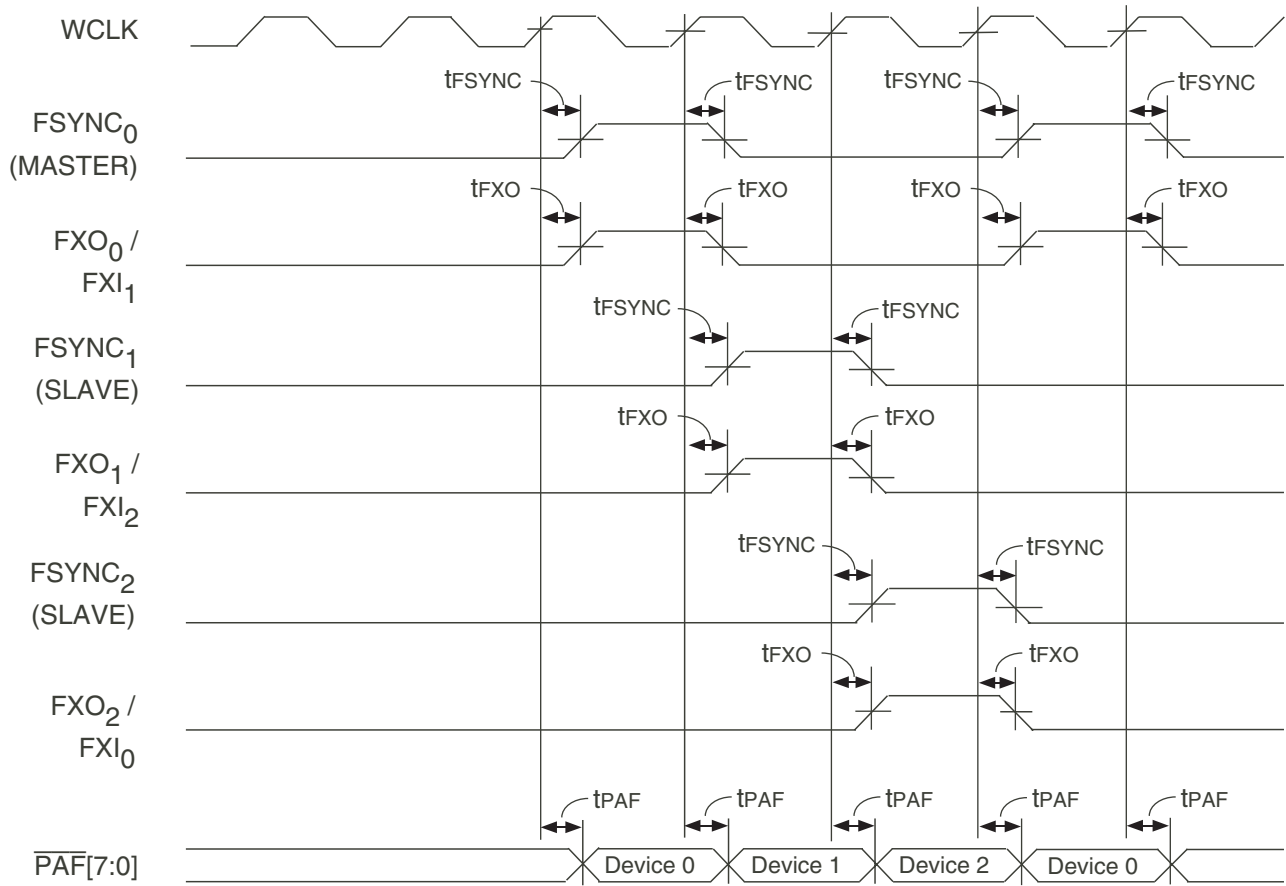 WCLK
tFSYNC tFSYNC tFSYNC tFSYNC
FSYNC0
(MASTER)
tFXO tFXO tFXO tFXO
FXO0 /
FXI1
tFSYNC tFSYNC
FSYNC1
(SLAVE)
tFXO tFXO
FXO1 /
FXI2
tFSYNC tFSYNC
FSYNC2
(SLAVE)
tFXO tFXO
FXO2 /
FXI0
tPAF tPAF tPAF tPAF tPAF
PAF[7:0] Device 0 Device 1 Device 2 Device 0